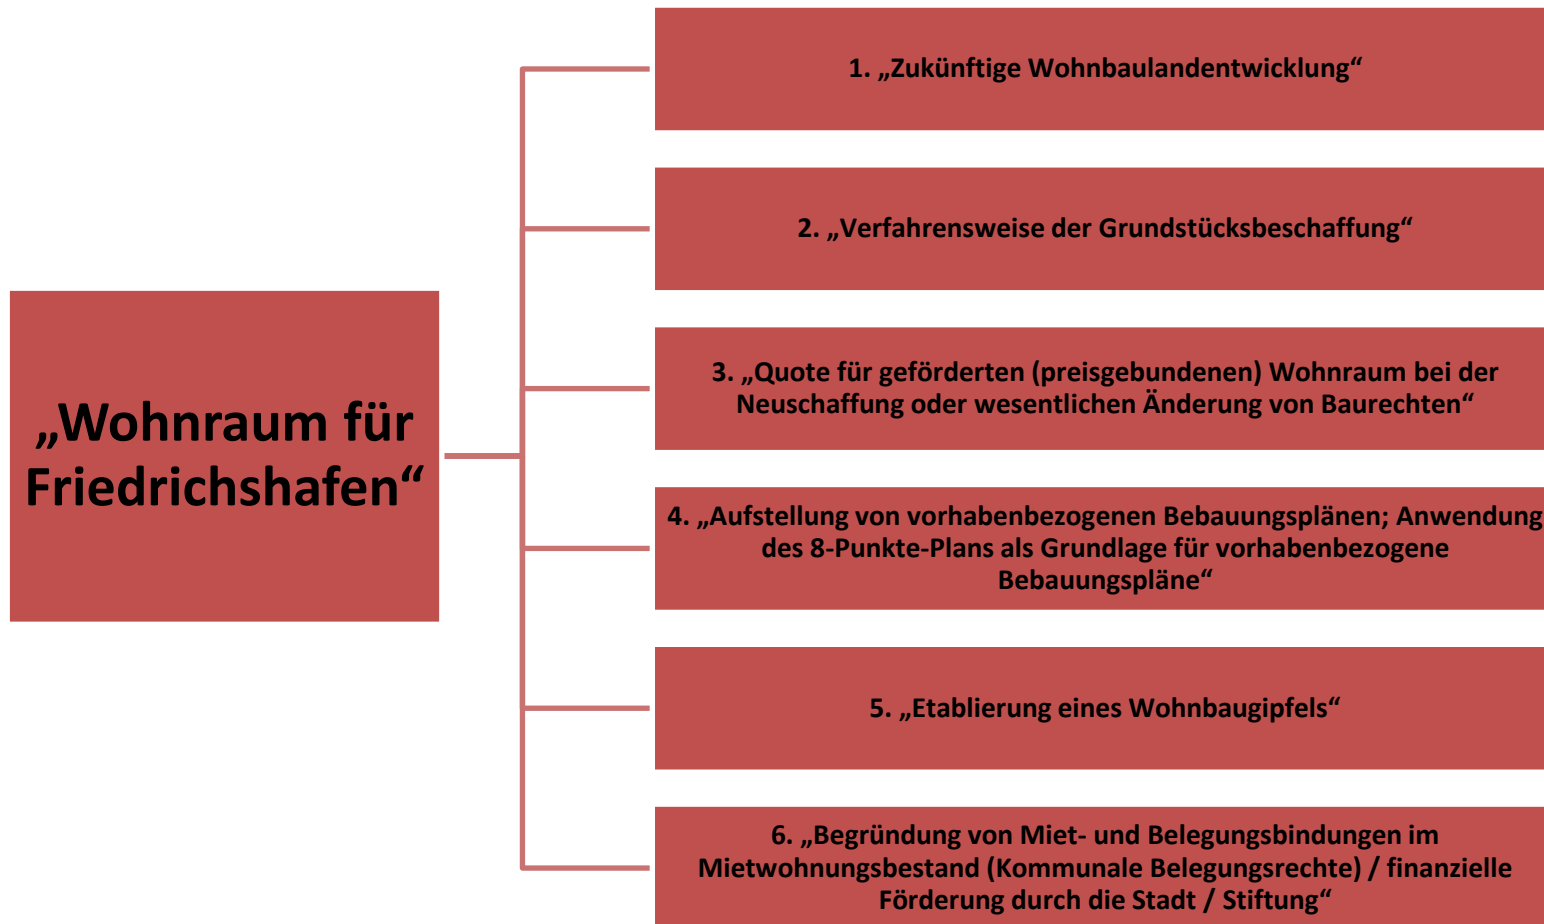 „Wohnraum für
Friedrichshafen“
1. „Zukünftige Wohnbaulandentwicklung“
2. „Verfahrensweise der Grundstücksbeschaffung“
3. „Quote für geförderten (preisgebundenen) Wohnraum bei der
Neuschaffung oder wesentlichen Änderung von Baurechten“
4. „Aufstellung von vorhabenbezogenen Bebauungsplänen; Anwendung
des 8-Punkte-Plans als Grundlage für vorhabenbezogene
Bebauungspläne“
5. „Etablierung eines Wohnbaugipfels“
6. „Begründung von Miet- und Belegungsbindungen im
Mietwohnungsbestand (Kommunale Belegungsrechte) / finanzielle
Förderung durch die Stadt / Stiftung“